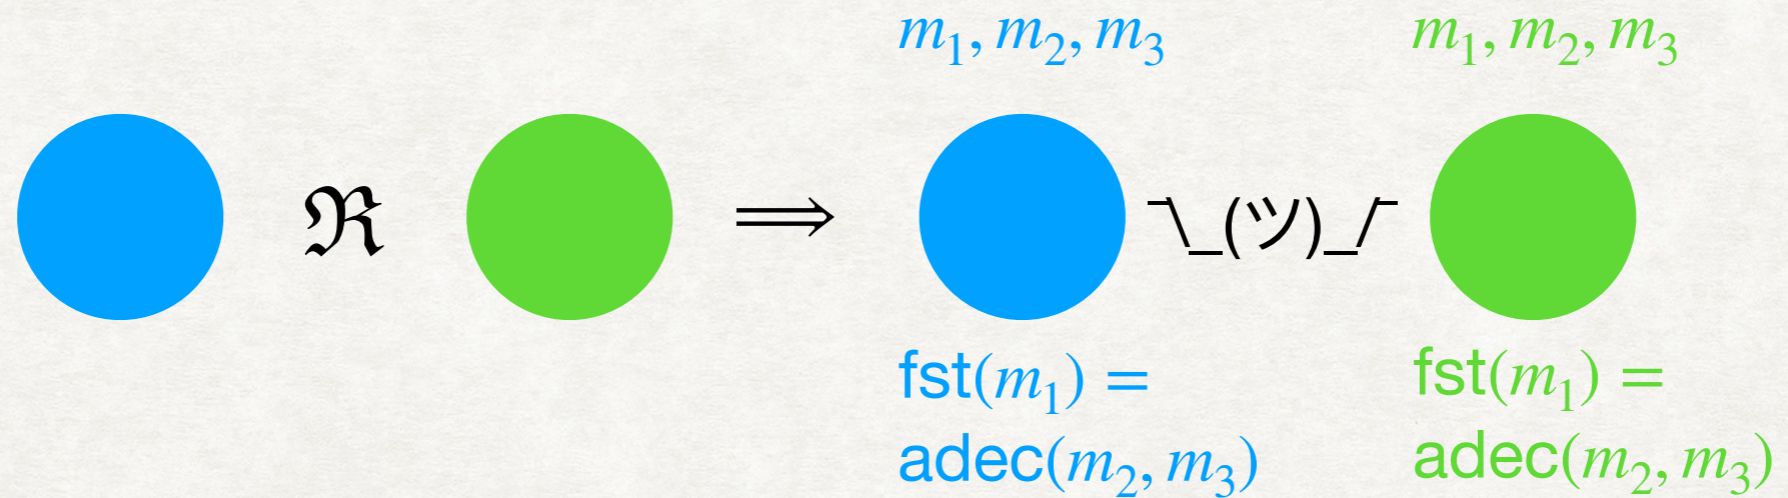 m₁, m₂, m₃ m₁, m₂, m₃
ℜ ⟹ ¯\_(ツ)_/¯
fst(m₁) = fst(m₁) =
adec(m₂, m₃) adec(m₂, m₃)